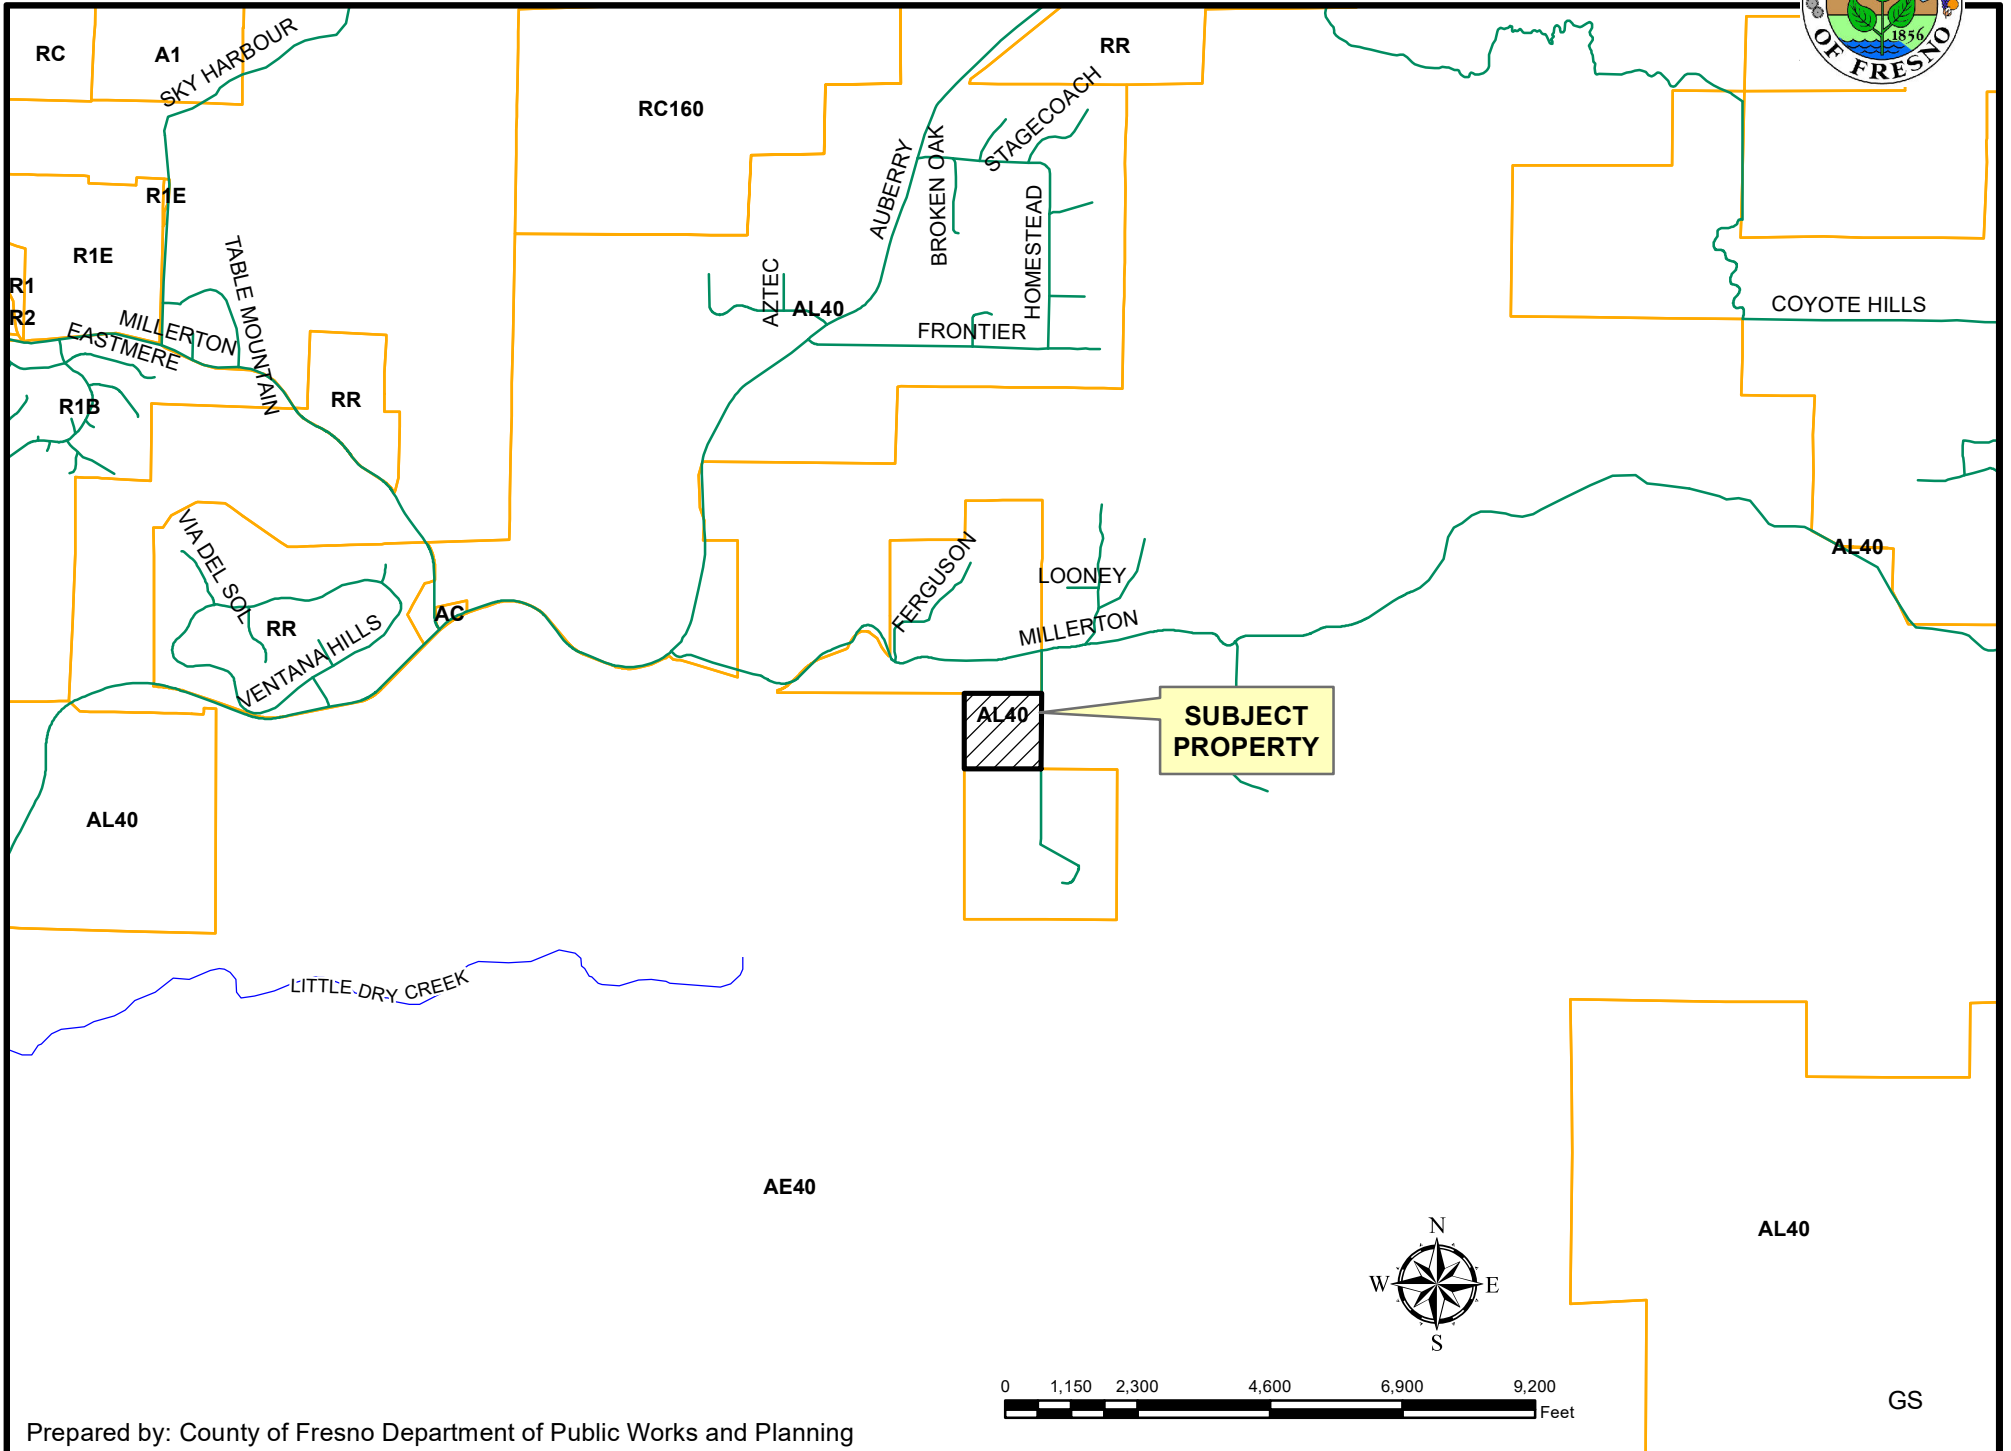 RC
A1
SKY HARBOUR
RC160
RR
1856
OF FRESNO
STAGECOACH
BROKEN OAK
AUBERRY
HOMESTEAD
R1E
R1E
TABLE MOUNTAIN
R1
R2
MILLERTON
EASTMERE
AZTEC
AL40
FRONTIER
COYOTE HILLS
RR
R1B
VIA DEL SOL
AL40
FERGUSON
LOONEY
AC
RR
VENTANA HILLS
MILLERTON
AL40
SUBJECT
PROPERTY
AL40
LITTLE DRY CREEK
AE40
AL40
N
W
E
S
0 1,150 2,300 4,600 6,900 9,200
Feet
GS
Prepared by: County of Fresno Department of Public Works and Planning